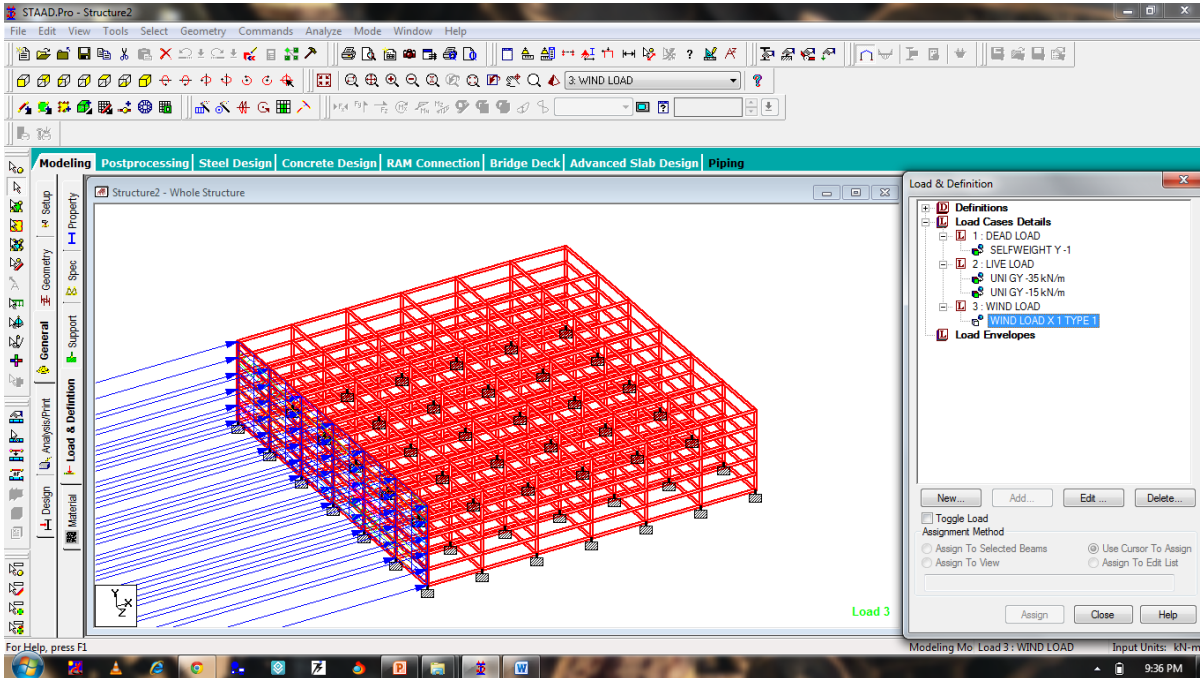 STAAD.Pro - Structure2
File Edit View Tools Select Geometry Commands Analyze Mode Window Help
3: WIND LOAD
Modeling Postprocessing Steel Design Concrete Design RAM Connection Bridge Deck Advanced Slab Design Piping
Setup
Geometry
General
Analysis/Print
Design
Property
Spec
Support
Load & Definition
Material
Structure2 - Whole Structure
Y
X
Z
Load 3
Load & Definition
Definitions
Load Cases Details
1 : DEAD LOAD
SELFWEIGHT Y -1
2 : LIVE LOAD
UNI GY -35 kN/m
UNI GY -15 kN/m
3 : WIND LOAD
WIND LOAD X 1 TYPE 1
Load Envelopes
New... Add... Edit ... Delete...
Toggle Load
Assignment Method
Assign To Selected Beams Use Cursor To Assign
Assign To View Assign To Edit List
Assign Close Help
For Help, press F1 Modeling Mo Load 3 : WIND LOAD Input Units: kN-m
9:36 PM